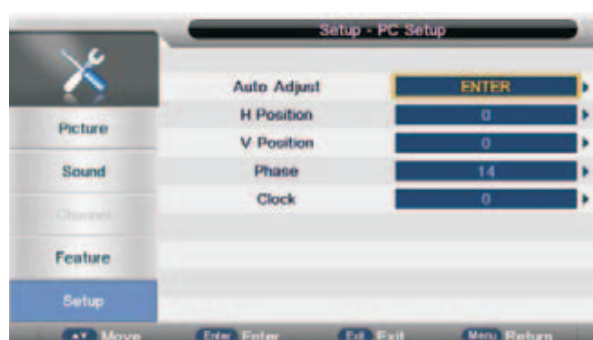 Setup - PC Setup
Auto Adjust ENTER
H Position 0
V Position 0
Phase 14
Clock 0
Picture
Sound
Channel
Feature
Setup
Move Enter Enter Exit Exit Menu Return